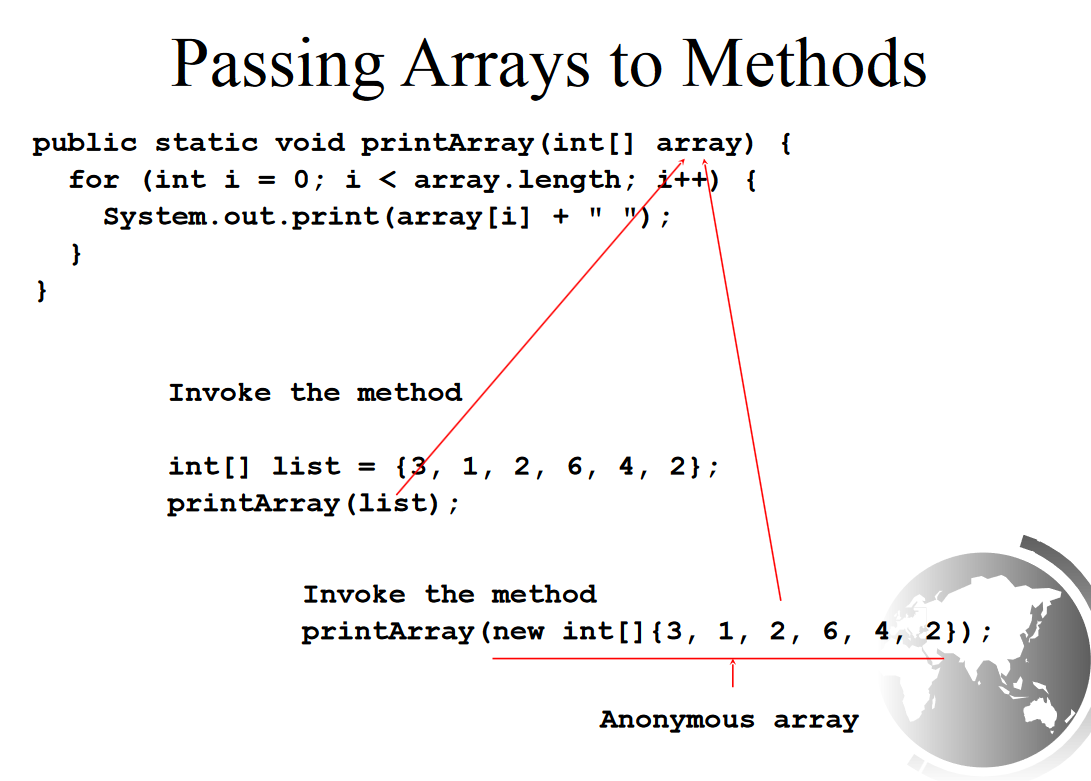 Passing Arrays to Methods
public static void printArray(int[] array) {
for (int i = 0; i < array.length; i++) {
System.out.print(array[i] + " ");
}
}
Invoke the method
int[] list = {3, 1, 2, 6, 4, 2};
printArray(list);
Invoke the method
printArray(new int[]{3, 1, 2, 6, 4, 2});
Anonymous array